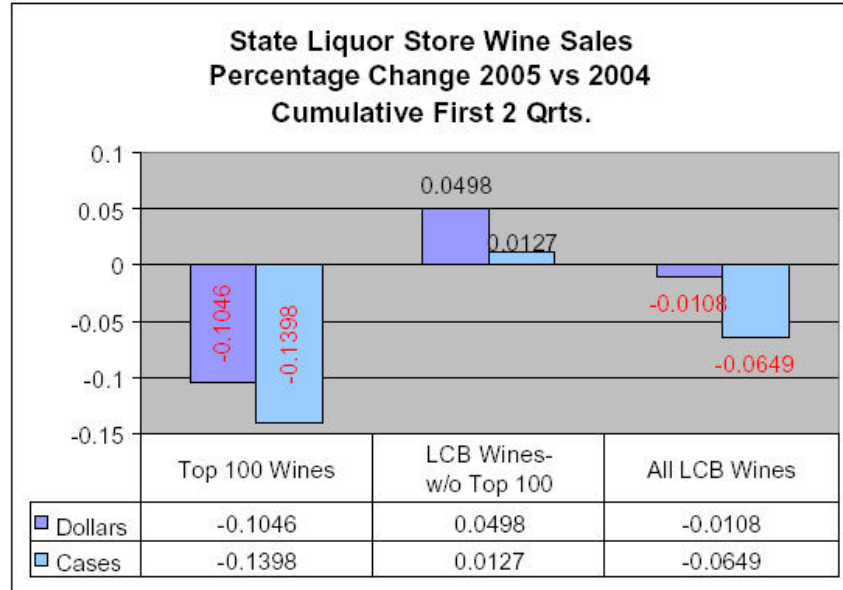 State Liquor Store Wine Sales
Percentage Change 2005 vs 2004
Cumulative First 2 Qrts.
0.1
0.05
0
-0.05
-0.1
-0.15
0.0498
0.0127
-0.1046
-0.1398
-0.0108
-0.0649
Top 100 Wines
LCB Wines-
w/o Top 100
All LCB Wines
Dollars -0.1046 0.0498 -0.0108
Cases -0.1398 0.0127 -0.0649